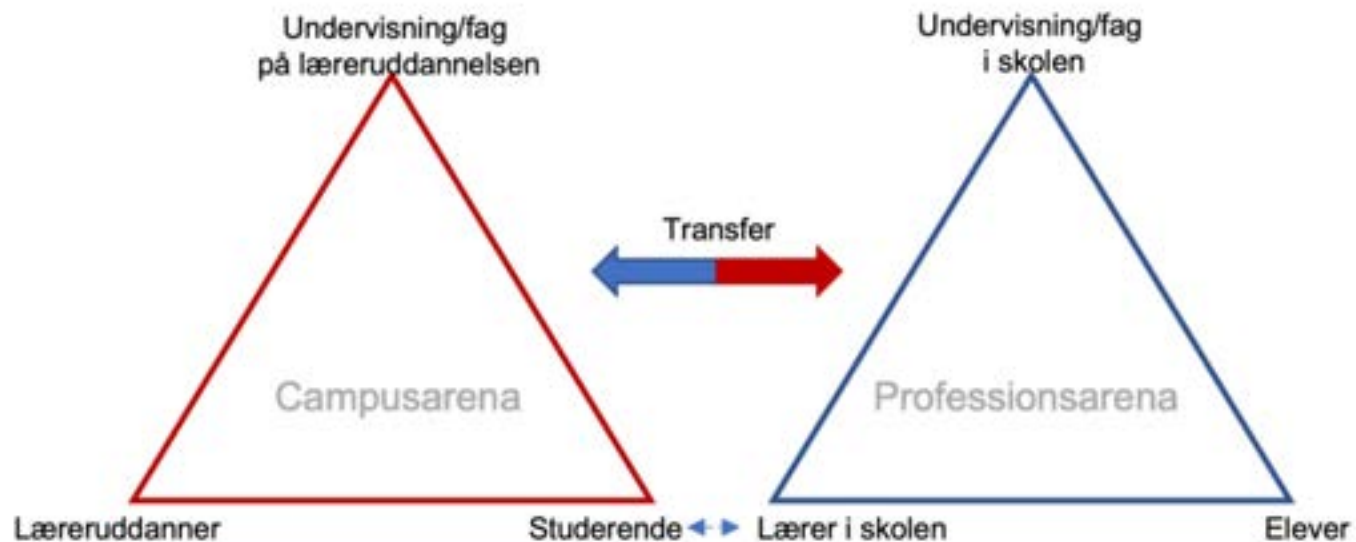 Undervisning/fag
på læreruddannelsen
Undervisning/fag
i skolen
Transfer
Campusarena
Professionsarena
Læreruddanner
Studerende
Lærer i skolen
Elever